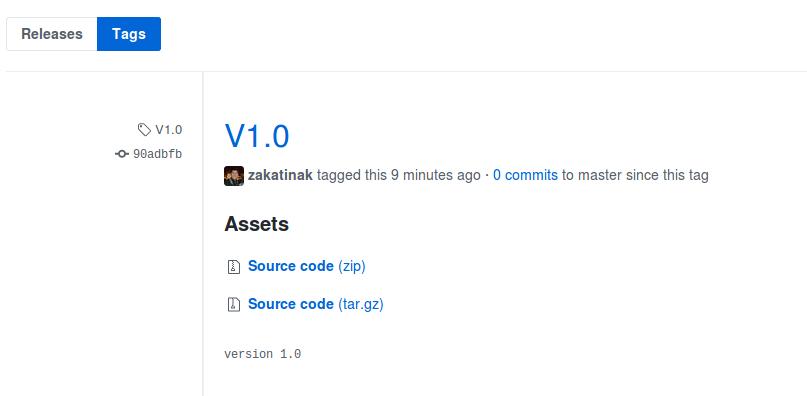 Releases Tags
V1.0
90adbfb
V1.0
zakatinak tagged this 9 minutes ago · 0 commits to master since this tag
Assets
Source code (zip)
Source code (tar.gz)
version 1.0